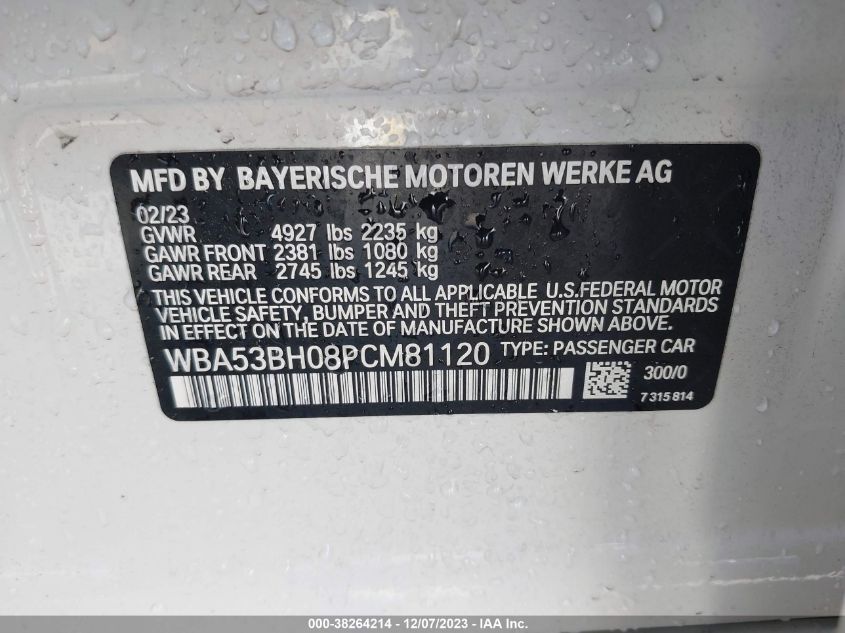 MFD BY BAYERISCHE MOTOREN WERKE AG
02/23
GVWR 4927 lbs 2235 kg
GAWR FRONT 2381 lbs 1080 kg
GAWR REAR 2745 lbs 1245 kg
THIS VEHICLE CONFORMS TO ALL APPLICABLE U.S.FEDERAL MOTOR
VEHICLE SAFETY, BUMPER AND THEFT PREVENTION STANDARDS
IN EFFECT ON THE DATE OF MANUFACTURE SHOWN ABOVE.
WBA53BH08PCM81120 TYPE: PASSENGER CAR
300/0
7315814
000-38264214 - 12/07/2023 - IAA Inc.